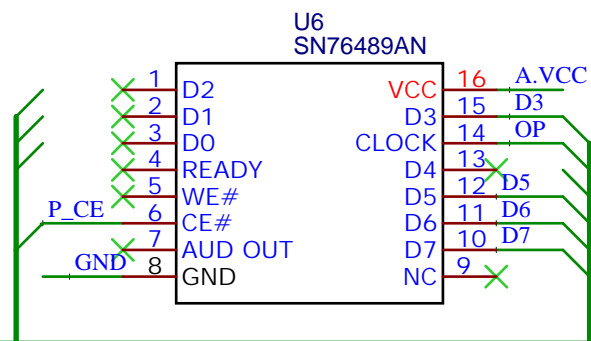 U6
SN76489AN
1 D2 VCC 16 A.VCC
2 D1 D3 15 D3
3 D0 CLOCK 14 OP
4 READY D4 13
5 WE# D5 12 D5
P_CE 6 CE# D6 11 D6
7 AUD OUT D7 10 D7
GND 8 GND NC 9